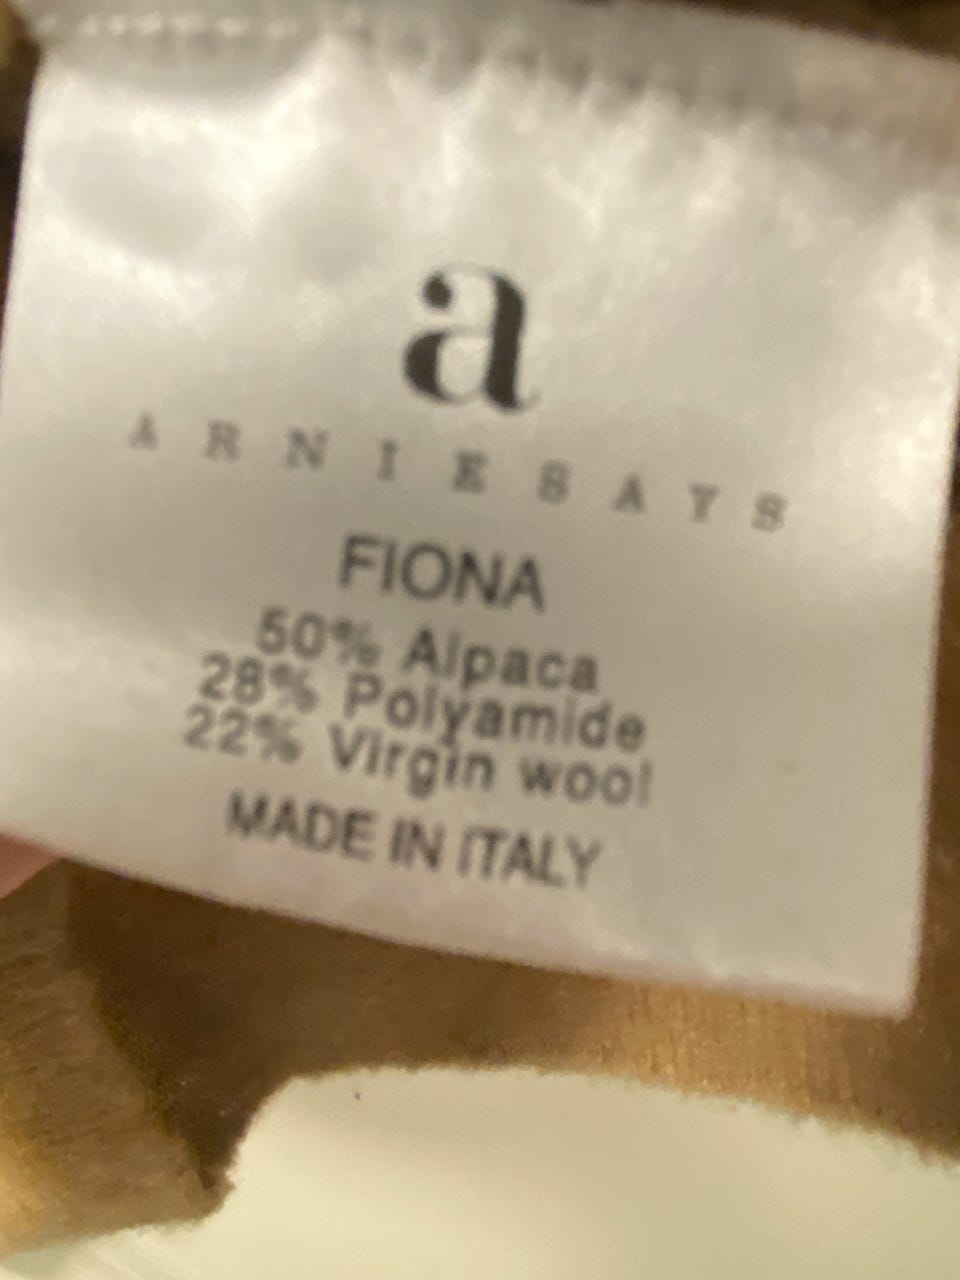 a
ARNIESAYS
FIONA
50% Alpaca
28% Polyamide
22% Virgin wool
MADE IN ITALY